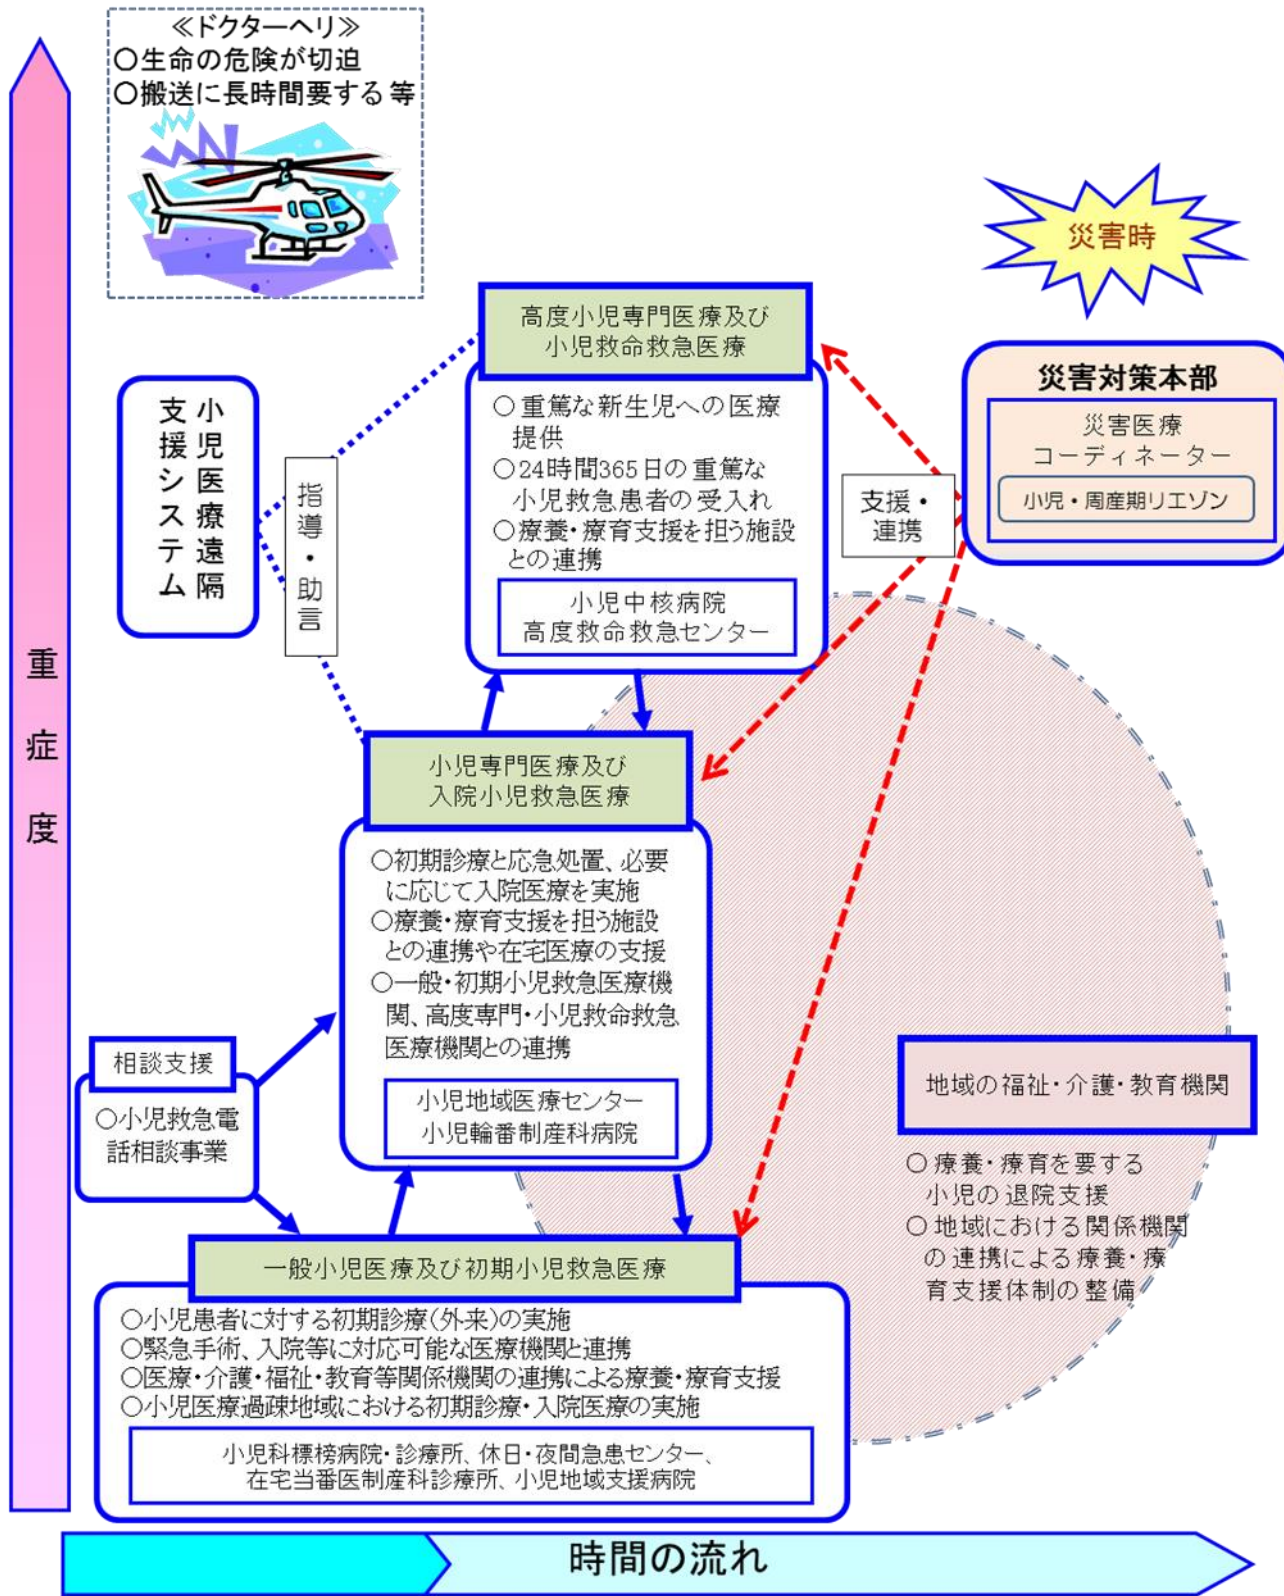 ≪ドクターヘリ≫
○生命の危険が切迫
○搬送に長時間要する等
災害時
高度小児専門医療及び
小児救命救急医療
○重篤な新生児への医療
提供
○24時間365日の重篤な
小児救急患者の受入れ
○療養・療育支援を担う施設
との連携
小児中核病院
高度救命救急センター
災害対策本部
災害医療
コーディネーター
小児・周産期リエゾン
支援・
連携
小児医療遠隔
支援システム
指導・助言
重症度
小児専門医療及び
入院小児救急医療
○初期診療と応急処置、必要
に応じて入院医療を実施
○療養・療育支援を担う施設
との連携や在宅医療の支援
○一般・初期小児救急医療機
関、高度専門・小児救命救急
医療機関との連携
小児地域医療センター
小児輪番制産科病院
相談支援
○小児救急電
話相談事業
地域の福祉・介護・教育機関
○療養・療育を要する
小児の退院支援
○地域における関係機関
の連携による療養・療
育支援体制の整備
一般小児医療及び初期小児救急医療
○小児患者に対する初期診療(外来)の実施
○緊急手術、入院等に対応可能な医療機関と連携
○医療・介護・福祉・教育等関係機関の連携による療養・療育支援
○小児医療過疎地域における初期診療・入院医療の実施
小児科標榜病院・診療所、休日・夜間急患センター、
在宅当番医制産科診療所、小児地域支援病院
時間の流れ